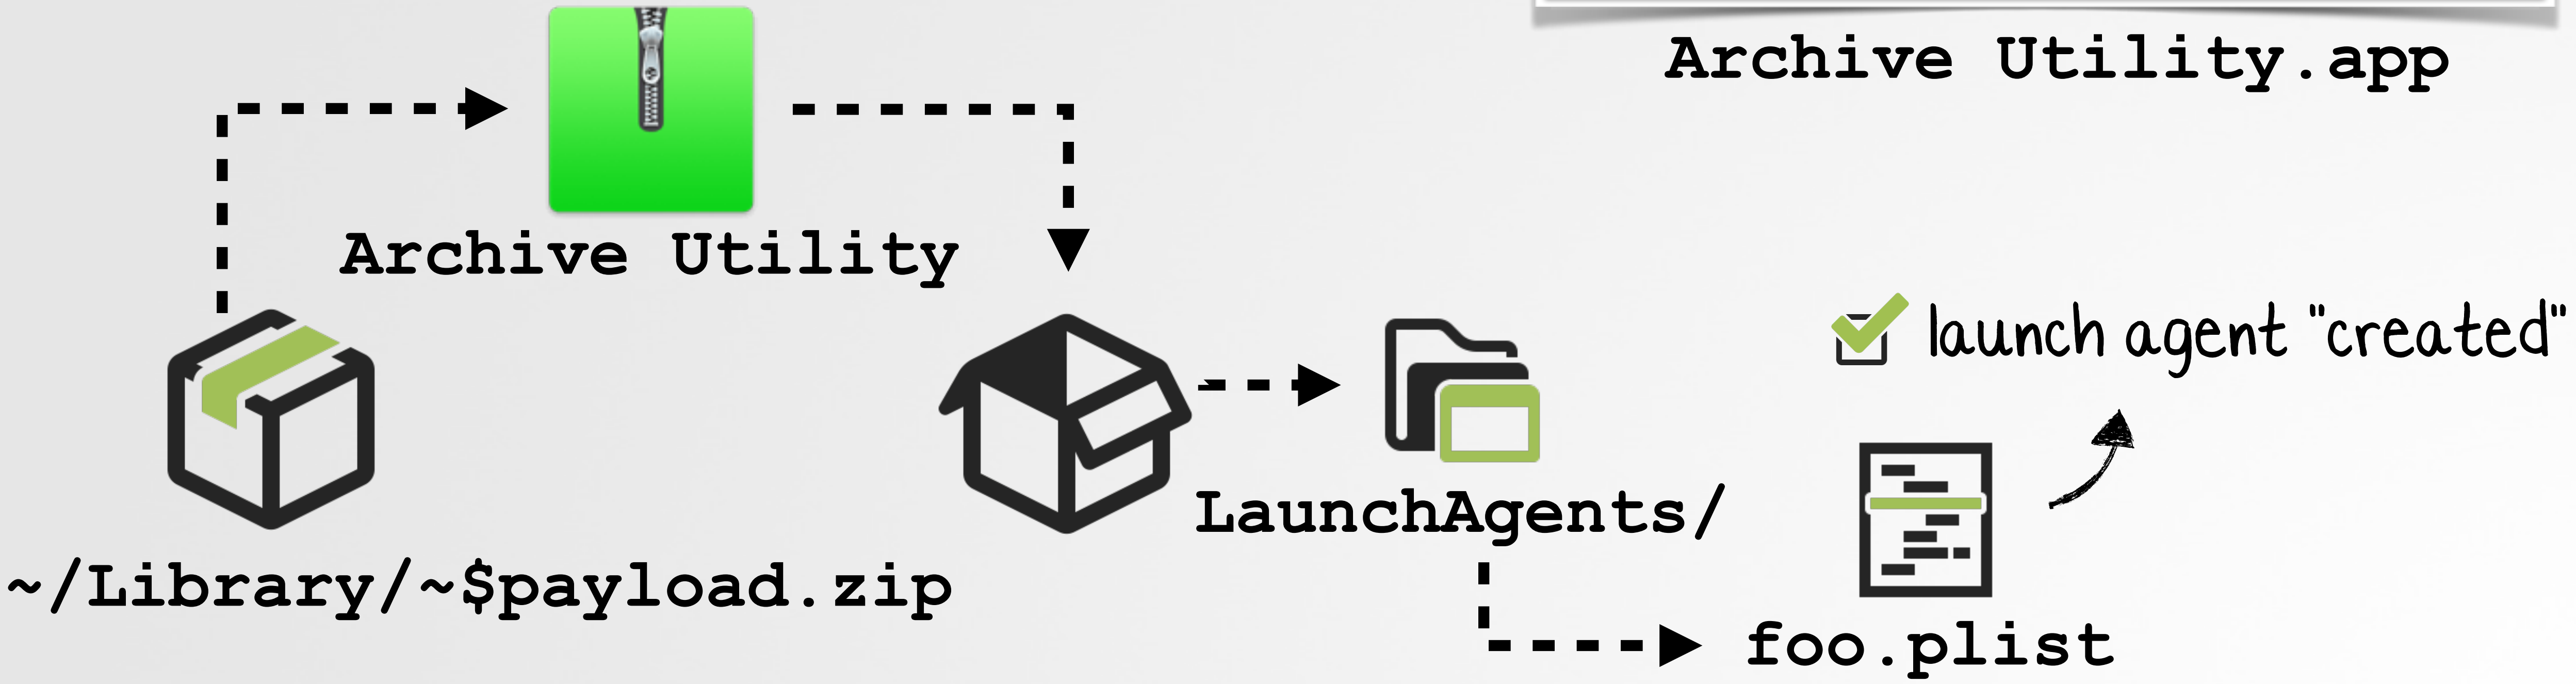 Archive Utility.app
Archive Utility
launch agent "created"
LaunchAgents/
~/Library/~$payload.zip
foo.plist